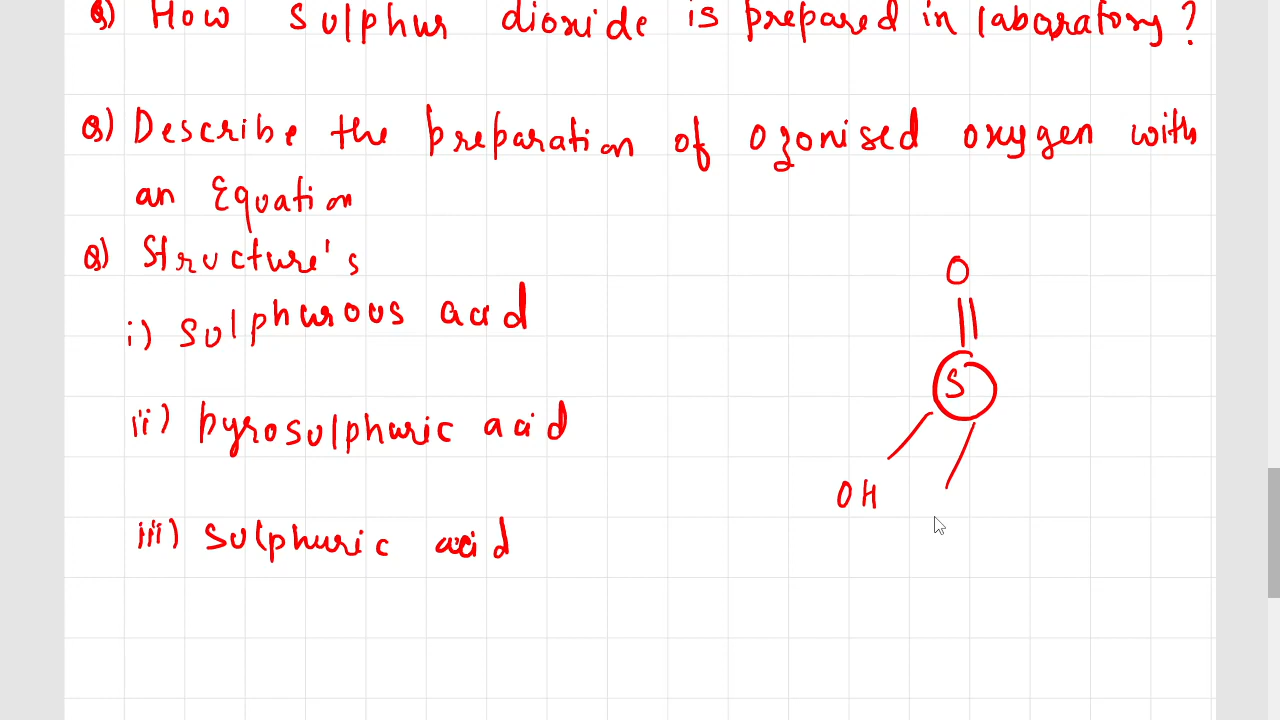 Q) How sulphur dioxide is prepared in laboratory?
Q) Describe the preparation of ozonised oxygen with
an Equation
Q) Structure's
i) Sulphurous acid
ii) pyrosulphuric acid
iii) sulphuric acid
O
S
OH